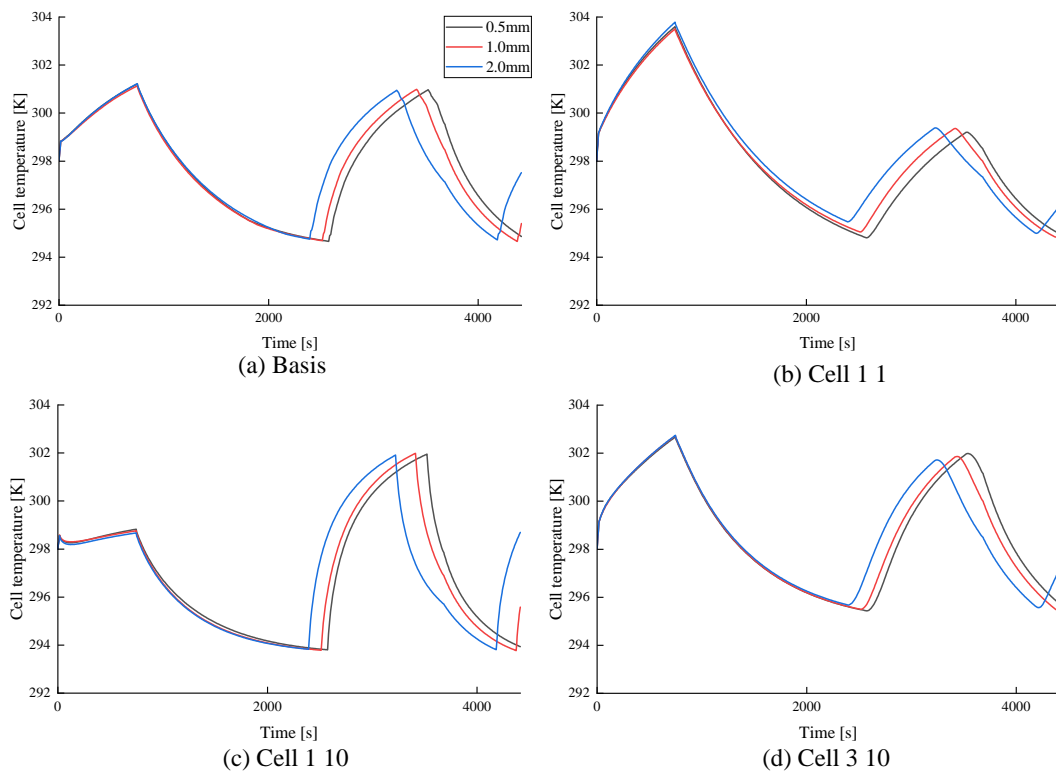 304
302
300
298
296
294
292
Cell temperature [K]
0
2000
4000
Time [s]
0.5mm
1.0mm
2.0mm
(a) Basis
304
302
300
298
296
294
292
Cell temperature [K]
0
2000
4000
Time [s]
(b) Cell 1 1
304
302
300
298
296
294
292
Cell temperature [K]
0
2000
4000
Time [s]
(c) Cell 1 10
304
302
300
298
296
294
292
Cell temperature [K]
0
2000
4000
Time [s]
(d) Cell 3 10